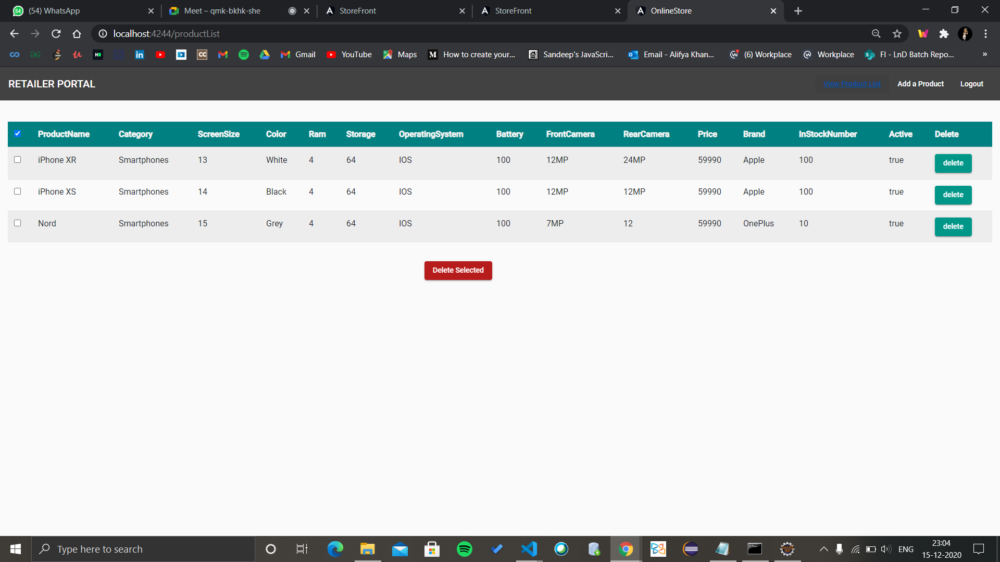 (54) WhatsApp
Meet – qmk-bkhk-she
StoreFront
StoreFront
OnlineStore
localhost:4244/productList
Gmail
YouTube
Maps
How to create your...
Sandeep's JavaScri...
Email - Alifya Khan...
(6) Workplace
Workplace
FI - LnD Batch Repo...
RETAILER PORTAL
View Product List
Add a Product
Logout
ProductName Category ScreenSize Color Ram Storage OperatingSystem Battery FrontCamera RearCamera Price Brand InStockNumber Active Delete
iPhone XR Smartphones 13 White 4 64 IOS 100 12MP 24MP 59990 Apple 100 true delete
iPhone XS Smartphones 14 Black 4 64 IOS 100 12MP 12MP 59990 Apple 100 true delete
Nord Smartphones 15 Grey 4 64 IOS 100 7MP 12 59990 OnePlus 10 true delete
Delete Selected
Type here to search
ENG
23:04
15-12-2020